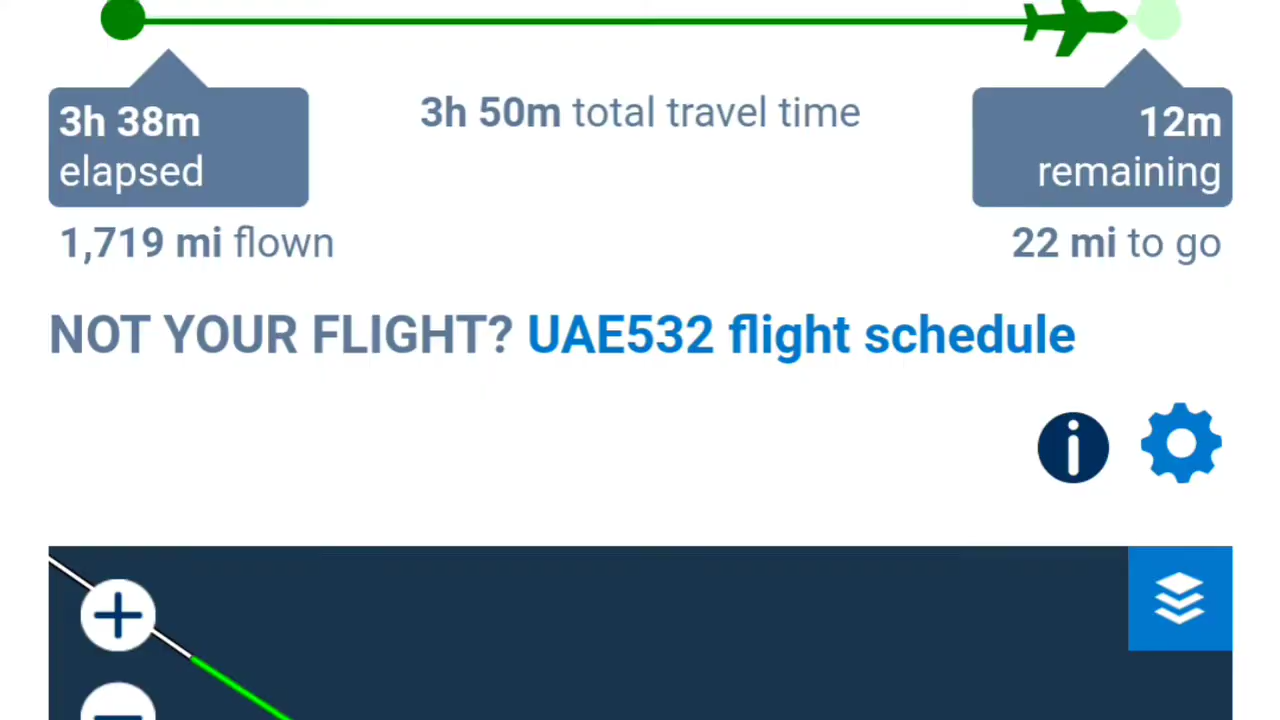 3h 38m
elapsed
3h 50m total travel time
12m
remaining
1,719 mi flown
22 mi to go
NOT YOUR FLIGHT? UAE532 flight schedule